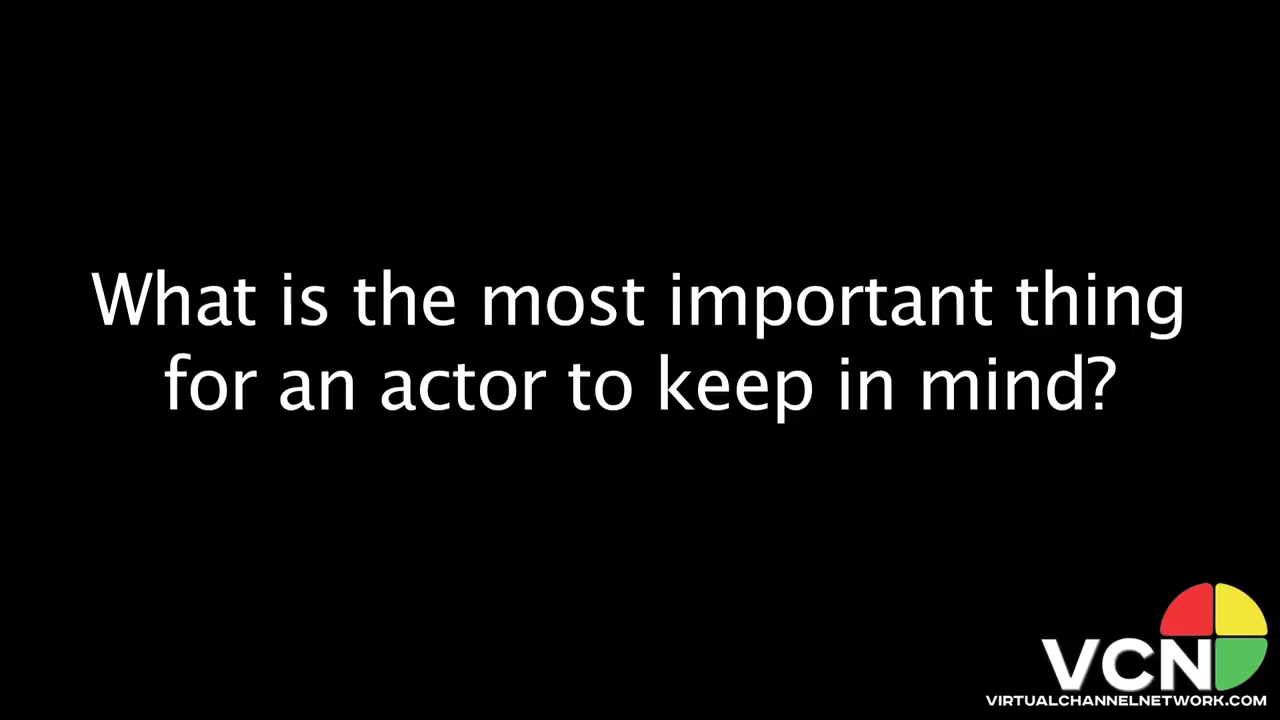 What is the most important thing
for an actor to keep in mind?
VCN
VIRTUALCHANNELNETWORK.COM